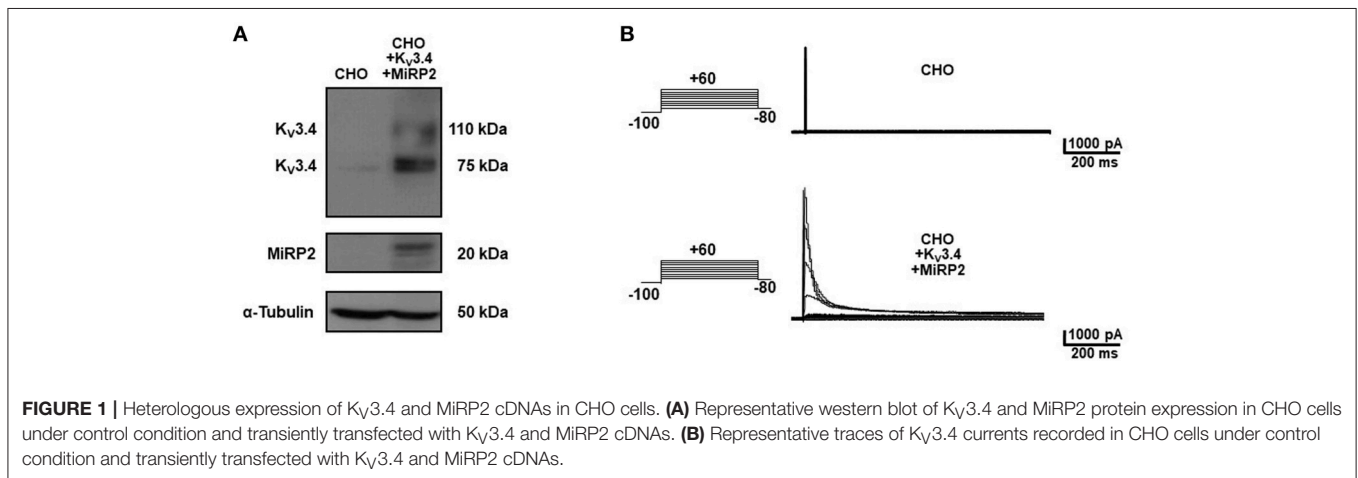 A
CHO
CHO
+KV3.4
+MiRP2
KV3.4
110 kDa
KV3.4
75 kDa
MiRP2
20 kDa
α-Tubulin
50 kDa
B
+60
-100
-80
CHO
1000 pA
200 ms
+60
-100
-80
CHO
+KV3.4
+MiRP2
1000 pA
200 ms
FIGURE 1 | Heterologous expression of KV3.4 and MiRP2 cDNAs in CHO cells. (A) Representative western blot of KV3.4 and MiRP2 protein expression in CHO cells
under control condition and transiently transfected with KV3.4 and MiRP2 cDNAs. (B) Representative traces of KV3.4 currents recorded in CHO cells under control
condition and transiently transfected with KV3.4 and MiRP2 cDNAs.